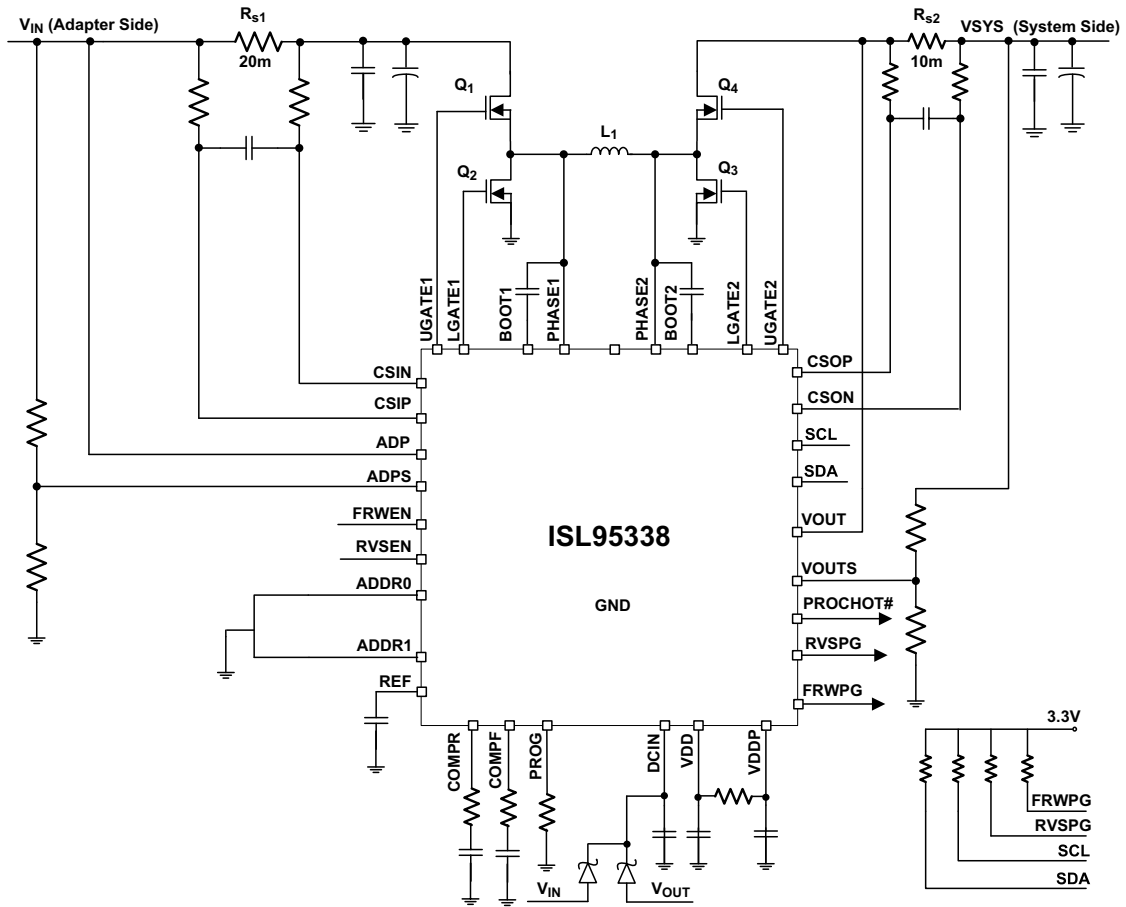 VIN (Adapter Side)
Rs1
20m
Rs2
10m
VSYS (System Side)
Q1
Q4
L1
Q2
Q3
UGATE1
LGATE1
BOOT1
PHASE1
PHASE2
BOOT2
LGATE2
UGATE2
CSIN
CSIP
ADP
ADPS
FRWEN
RVSEN
ADDR0
ADDR1
REF
ISL95338
GND
CSOP
CSON
SCL
SDA
VOUT
VOUTS
PROCHOT#
RVSPG
FRWPG
COMPR
COMPF
PROG
DCIN
VDD
VDDP
VIN
VOUT
3.3V
FRWPG
RVSPG
SCL
SDA